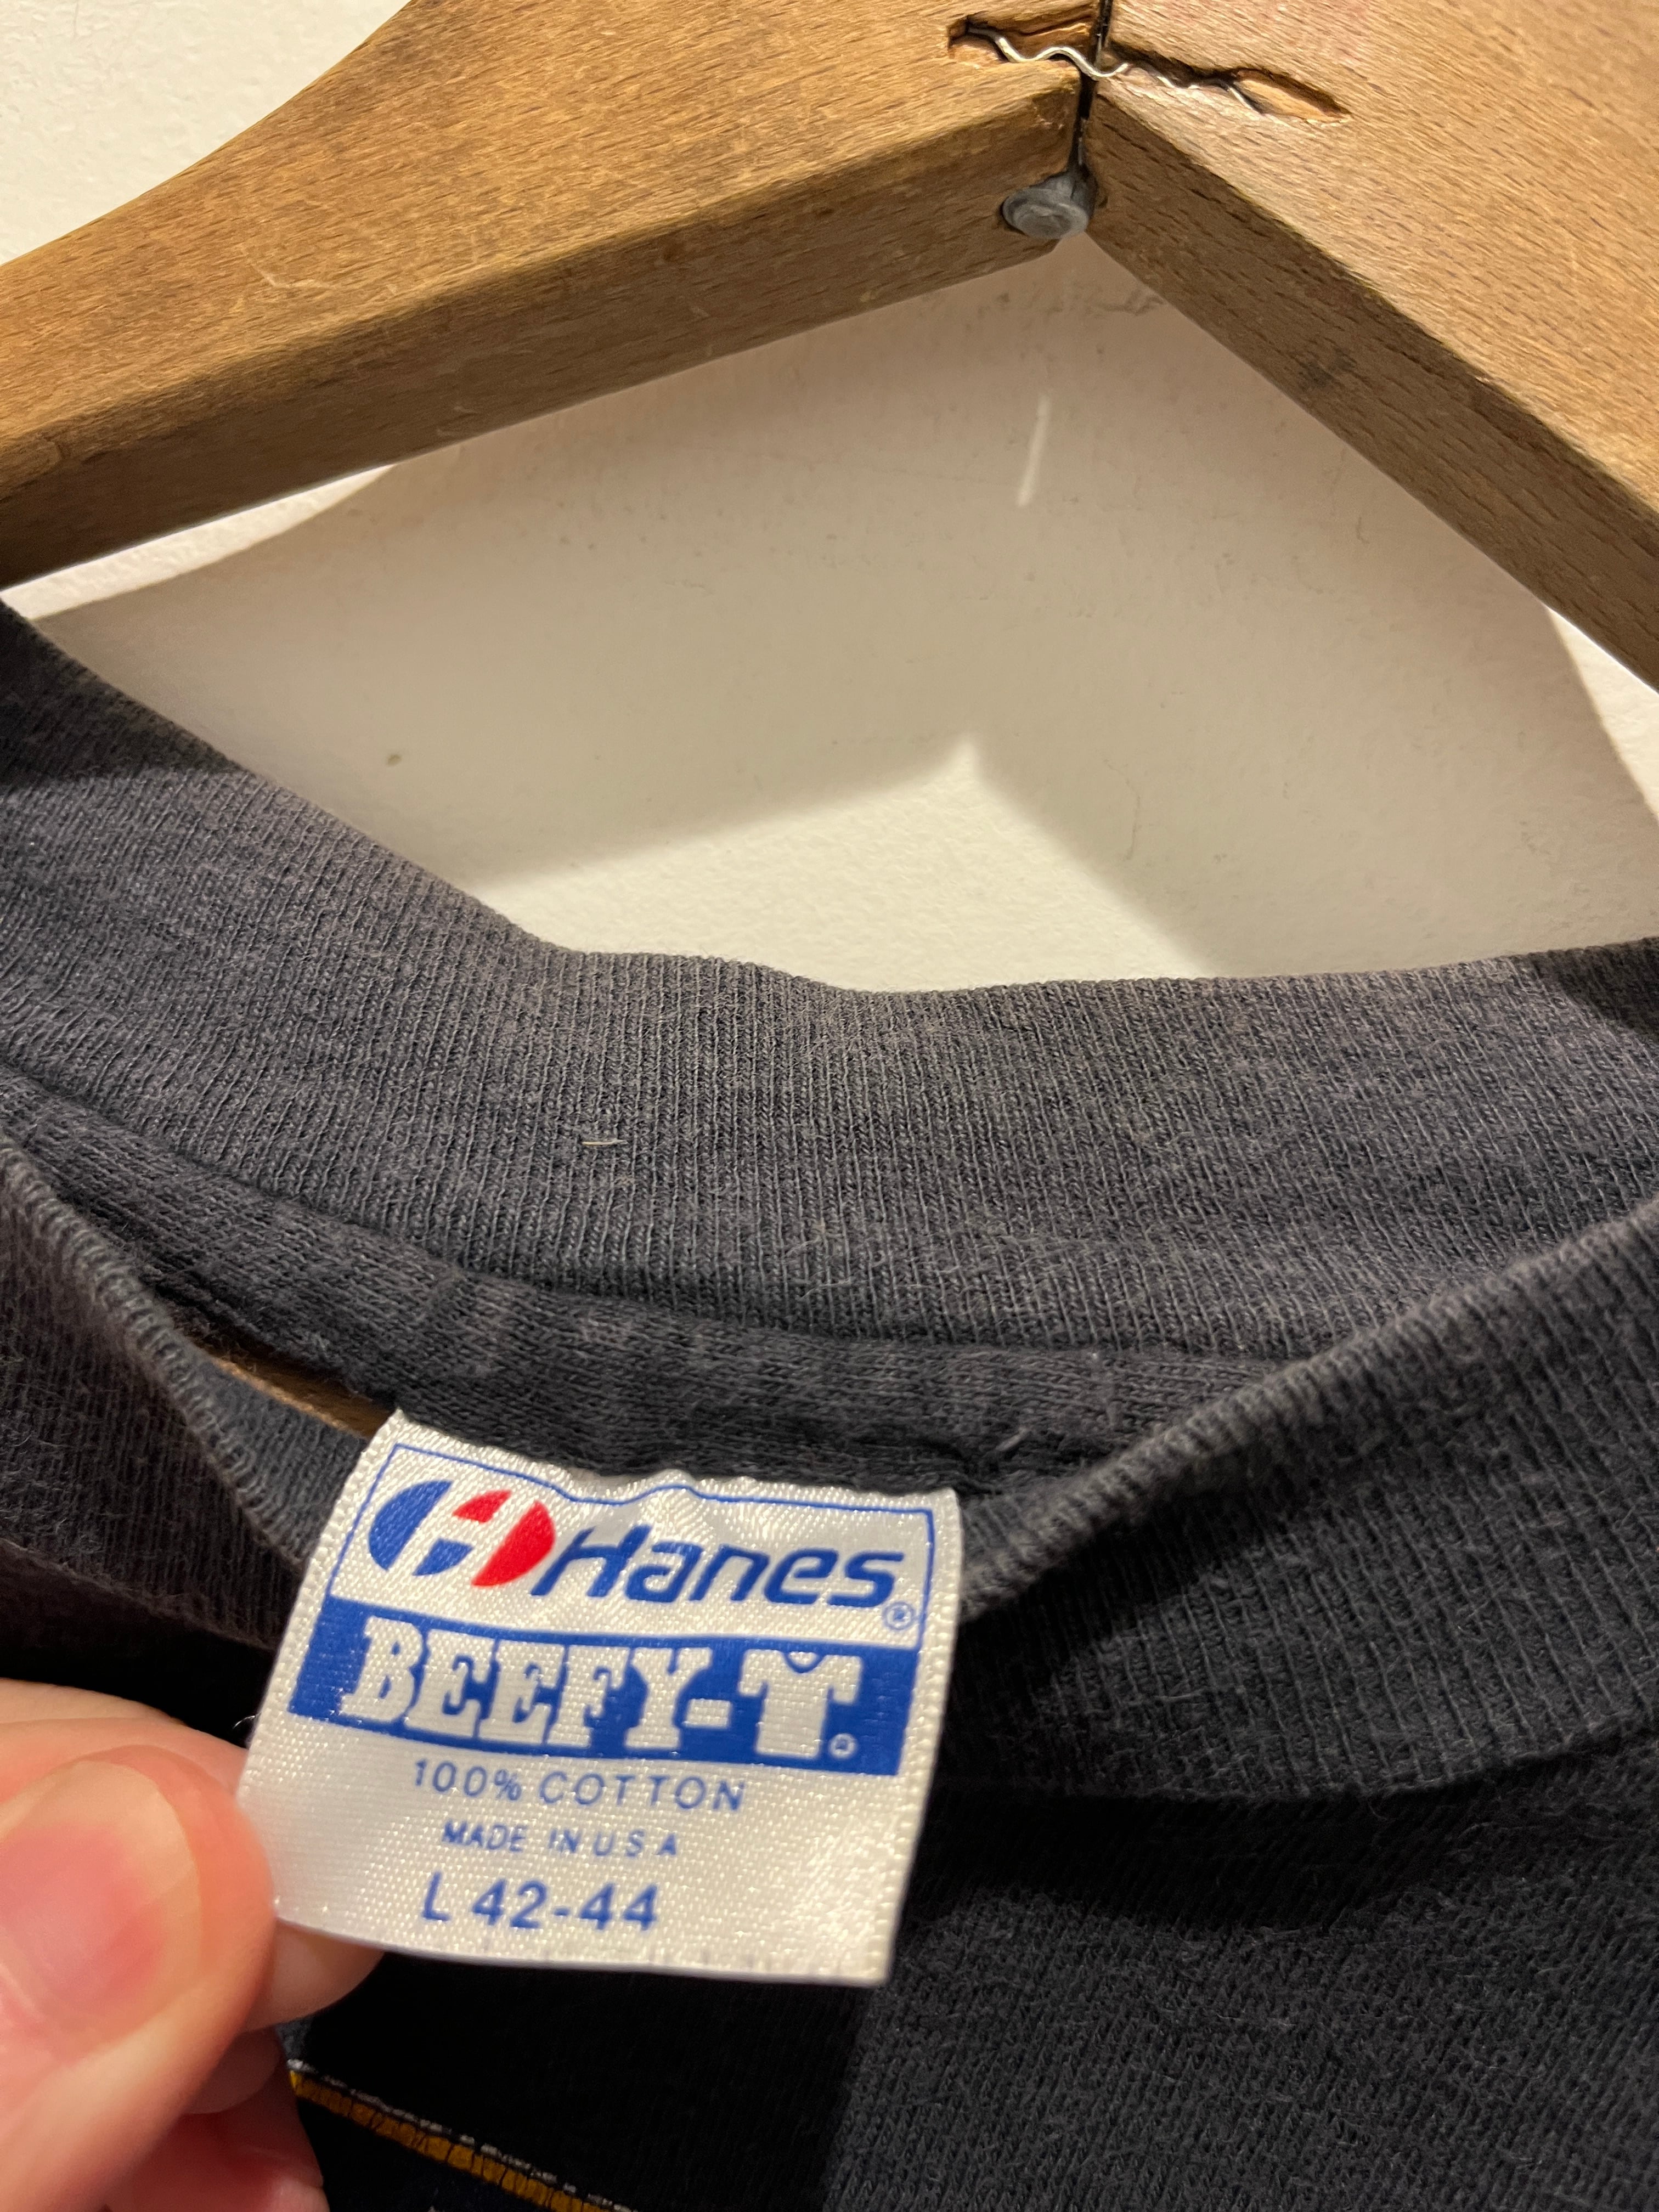 Hanes®
BEEFY-T®
100% COTTON
MADE IN U S A
L 42-44